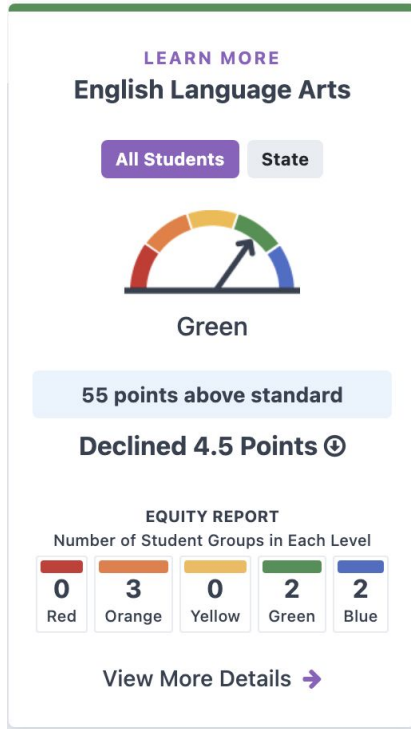 LEARN MORE
English Language Arts
All Students State
Green
55 points above standard
Declined 4.5 Points
EQUITY REPORT
Number of Student Groups in Each Level
0 3 0 2 2
Red Orange Yellow Green Blue
View More Details